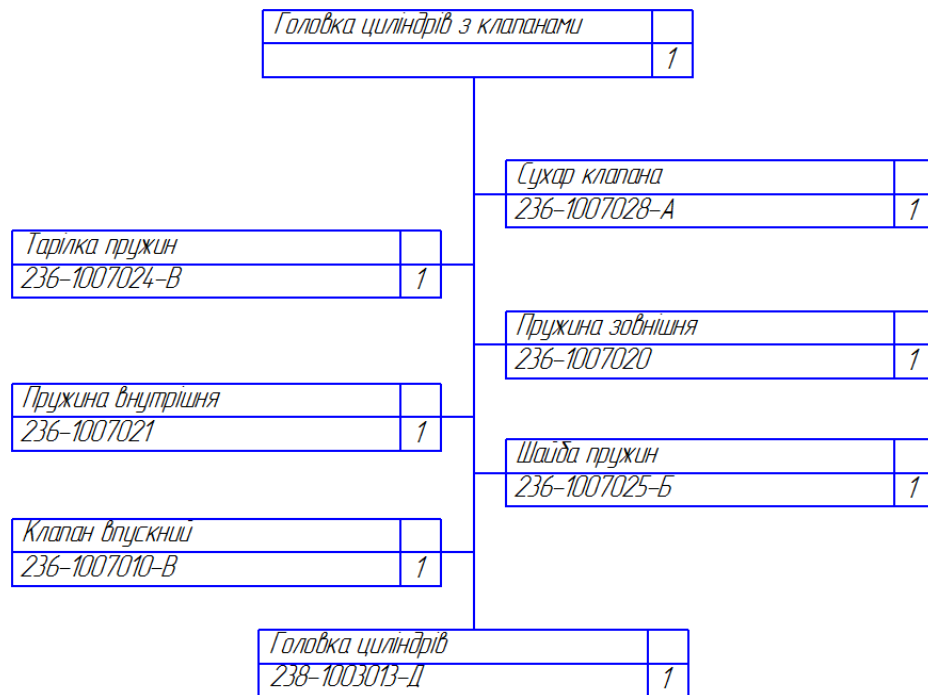 Головка циліндрів з клапанами
1
Сухар клапана
236-1007028-А 1
Тарілка пружин
236-1007024-В 1
Пружина зовнішня
236-1007020 1
Пружина внутрішня
236-1007021 1
Шайба пружин
236-1007025-Б 1
Клапан впускний
236-1007010-В 1
Головка циліндрів
238-1003013-Д 1